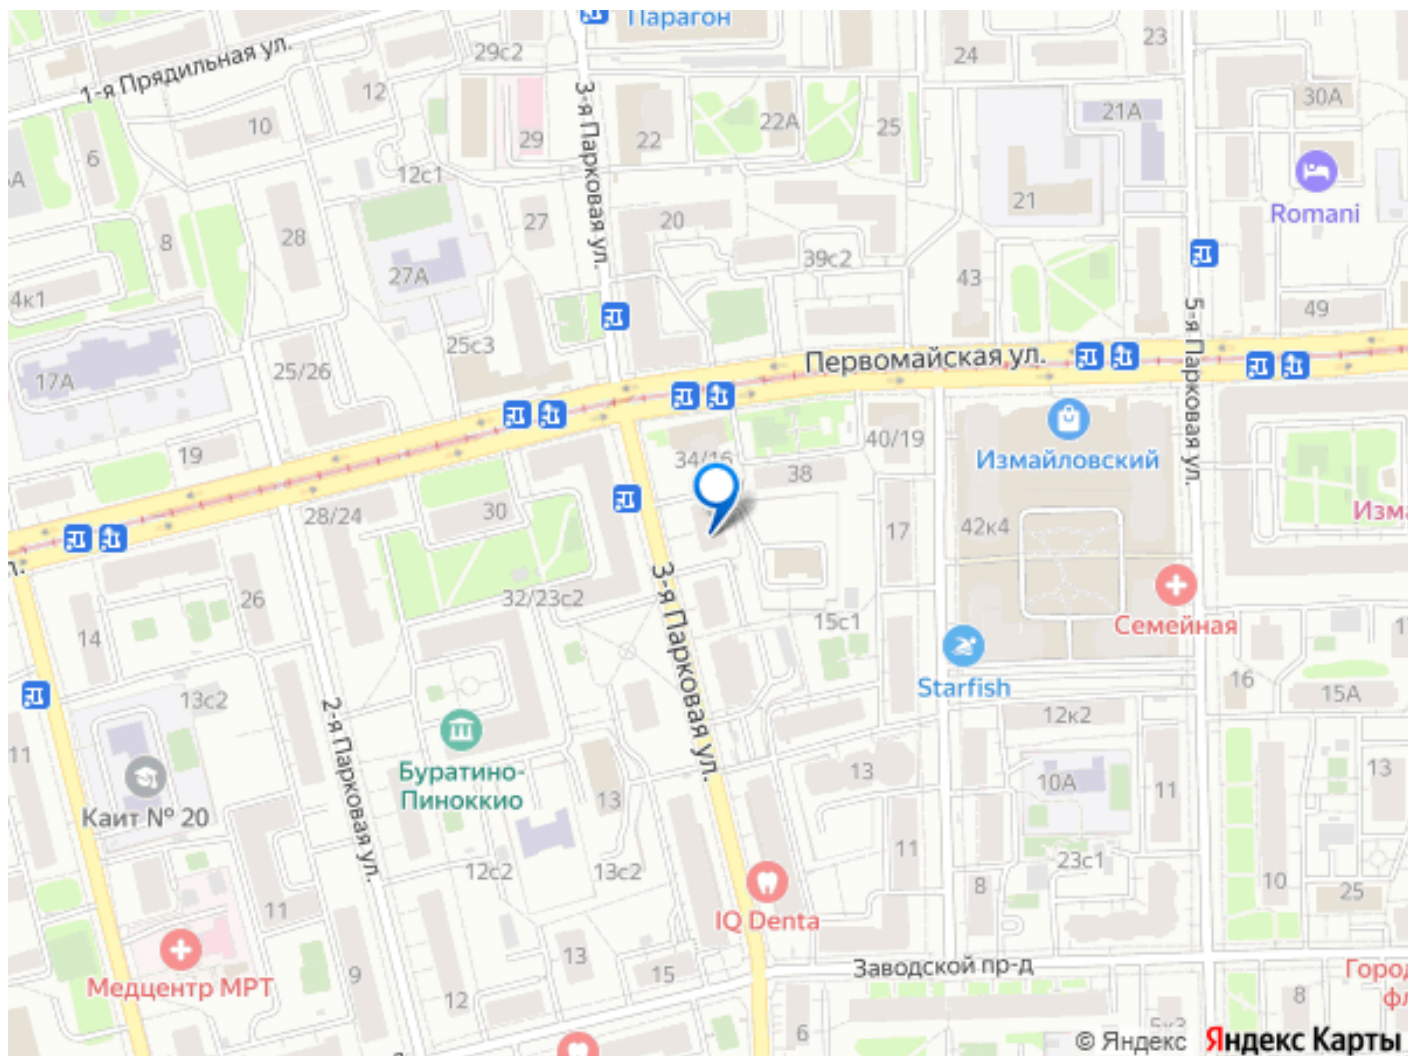 Парагон
23
29с2
24
1-я Прядильная ул.
12
30А
21А
22А
25
10
29
22
3-я Парковая ул.
6
12с1
21
Romani
27
20
28
8
39с2
27А
43
4к1
49
25с3
Первомайская ул.
5-я Парковая ул.
17А
25/26
40/19
19
34/16
Измайловский
38
30
28/24
17
42к4
32/23с2
3-я Парковая ул.
26
15с1
Семейная
14
Starfish
16
15А
13с2
2-я Парковая ул.
12к2
11
Буратино-
Пиноккио
13
13
10А
11
13
Каит № 20
11
23с1
12с2
13с2
8
10
25
11
IQ Denta
13
Заводской пр-д
9
15
Медцентр МРТ
12
8
6
© Яндекс Яндекс Карты